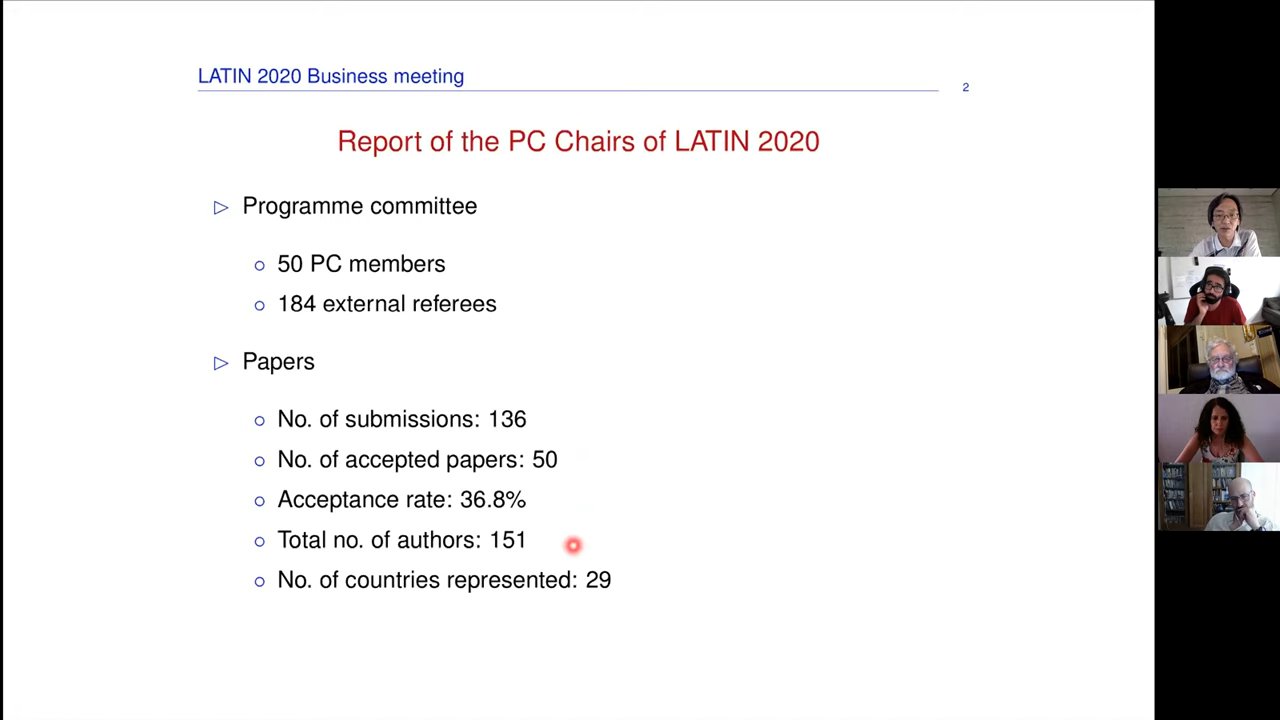 LATIN 2020 Business meeting
2
Report of the PC Chairs of LATIN 2020
▷ Programme committee
○ 50 PC members
○ 184 external referees
▷ Papers
○ No. of submissions: 136
○ No. of accepted papers: 50
○ Acceptance rate: 36.8%
○ Total no. of authors: 151
○ No. of countries represented: 29